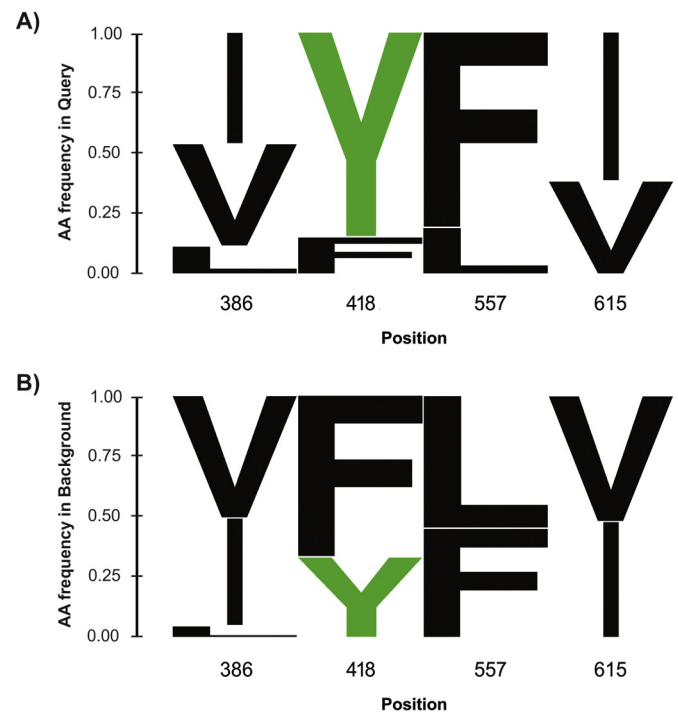 A)
AA frequency in Query
1.00
0.75
0.50
0.25
0.00
I Y F I
V F L V
L
386 418 557 615
Position
B)
AA frequency in Background
1.00
0.75
0.50
0.25
0.00
V F L V
I Y F I
L
386 418 557 615
Position